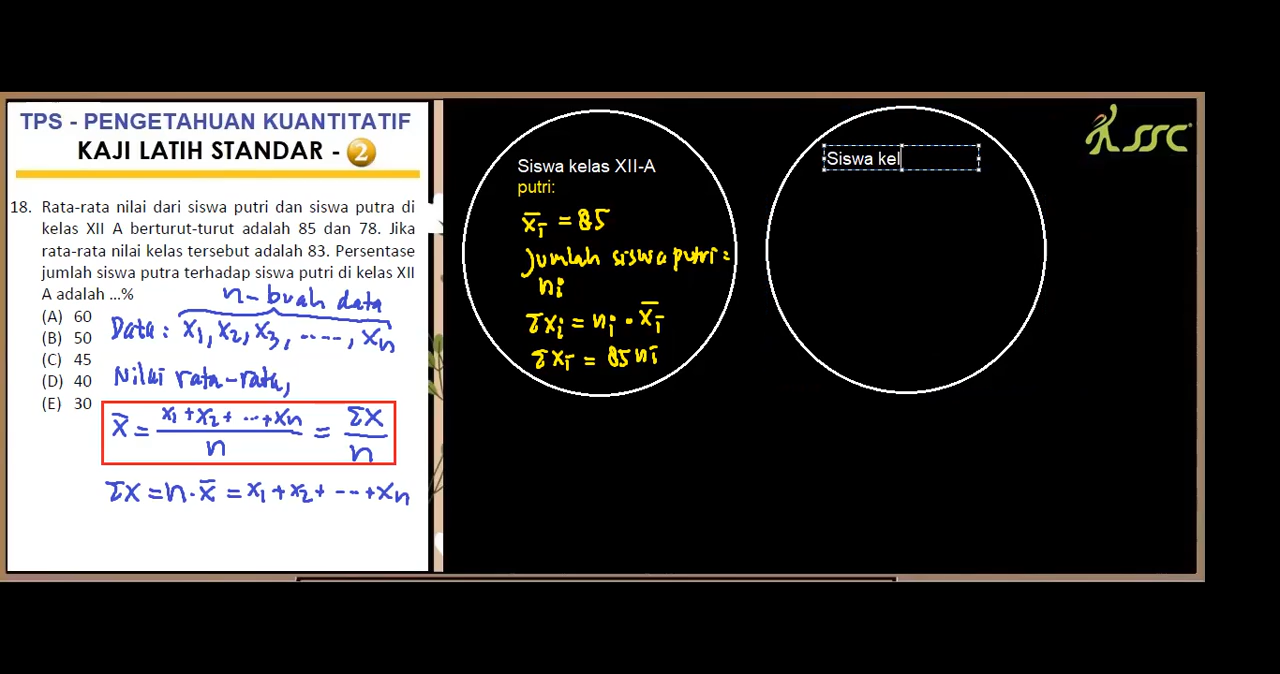 TPS - PENGETAHUAN KUANTITATIF
KAJI LATIH STANDAR - 2
18. Rata-rata nilai dari siswa putri dan siswa putra di
kelas XII A berturut-turut adalah 85 dan 78. Jika
rata-rata nilai kelas tersebut adalah 83. Persentase
jumlah siswa putra terhadap siswa putri di kelas XII
A adalah ...%
(A) 60
(B) 50
(C) 45
(D) 40
(E) 30
n - buah data
Data : x₁, x₂, x₃, ....., xₙ
Nilai rata-rata,
x̄ = (x₁ + x₂ + ... + xₙ)/n = Σx/n
Σx = n . x̄ = x₁ + x₂ + ... + xₙ
Siswa kelas XII-A
putri:
x̄ᵢ = 85
Jumlah siswa putri =
nᵢ
Σxᵢ = nᵢ . x̄ᵢ
Σxᵢ = 85nᵢ
Siswa kel
SSC